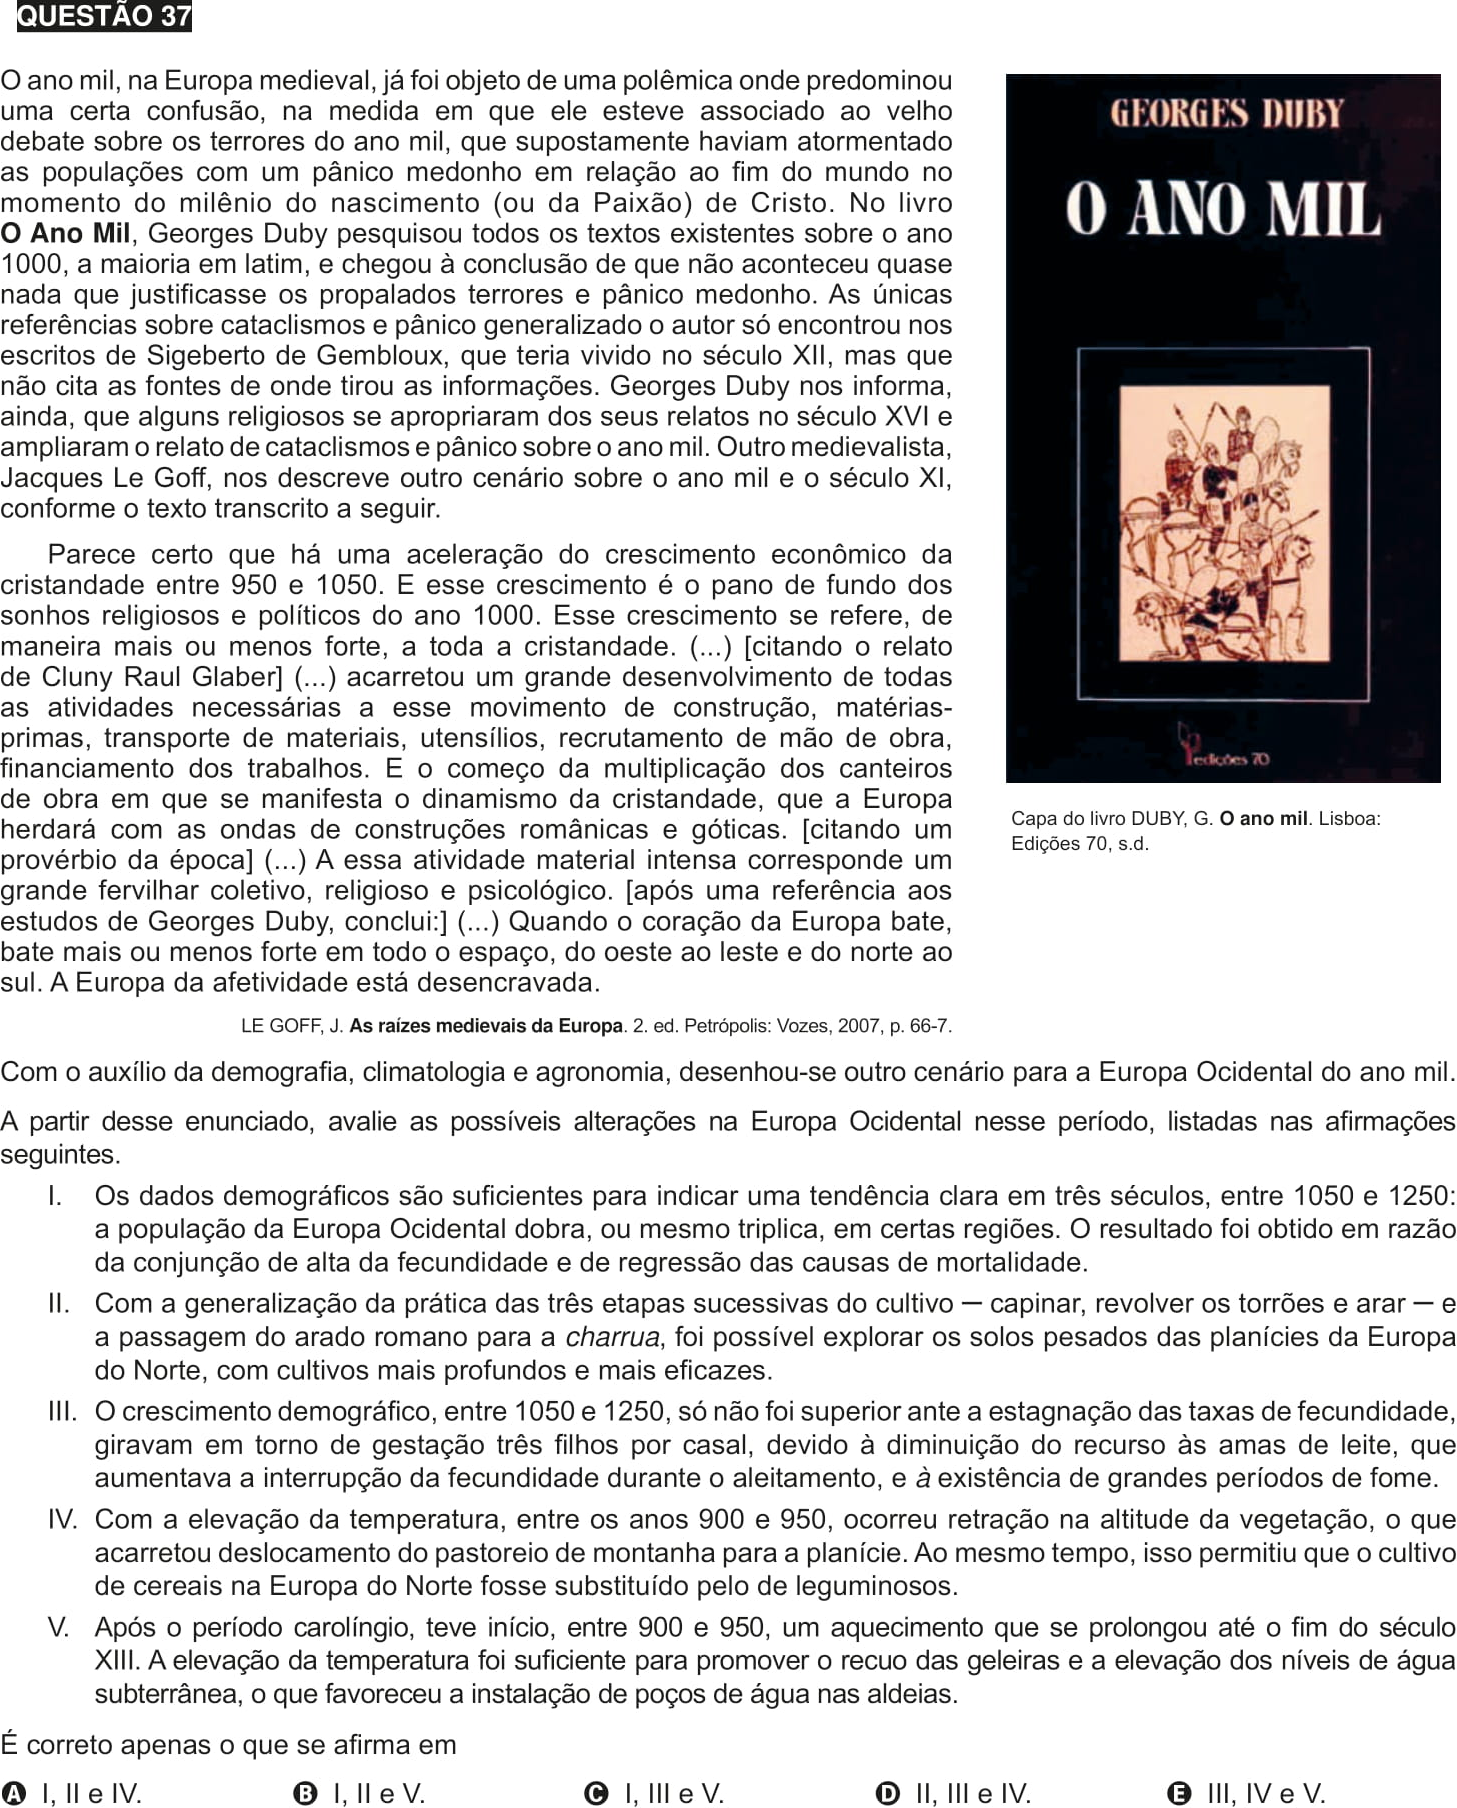 QUESTÃO 37
O ano mil, na Europa medieval, já foi objeto de uma polêmica onde predominou
uma certa confusão, na medida em que ele esteve associado ao velho
debate sobre os terrores do ano mil, que supostamente haviam atormentado
as populações com um pânico medonho em relação ao fim do mundo no
momento do milênio do nascimento (ou da Paixão) de Cristo. No livro
O Ano Mil, Georges Duby pesquisou todos os textos existentes sobre o ano
1000, a maioria em latim, e chegou à conclusão de que não aconteceu quase
nada que justificasse os propalados terrores e pânico medonho. As únicas
referências sobre cataclismos e pânico generalizado o autor só encontrou nos
escritos de Sigeberto de Gembloux, que teria vivido no século XII, mas que
não cita as fontes de onde tirou as informações. Georges Duby nos informa,
ainda, que alguns religiosos se apropriaram dos seus relatos no século XVI e
ampliaram o relato de cataclismos e pânico sobre o ano mil. Outro medievalista,
Jacques Le Goff, nos descreve outro cenário sobre o ano mil e o século XI,
conforme o texto transcrito a seguir.
Parece certo que há uma aceleração do crescimento econômico da
cristandade entre 950 e 1050. E esse crescimento é o pano de fundo dos
sonhos religiosos e políticos do ano 1000. Esse crescimento se refere, de
maneira mais ou menos forte, a toda a cristandade. (...) [citando o relato
de Cluny Raul Glaber] (...) acarretou um grande desenvolvimento de todas
as atividades necessárias a esse movimento de construção, matérias-
primas, transporte de materiais, utensílios, recrutamento de mão de obra,
financiamento dos trabalhos. E o começo da multiplicação dos canteiros
de obra em que se manifesta o dinamismo da cristandade, que a Europa
herdará com as ondas de construções românicas e góticas. [citando um
provérbio da época] (...) A essa atividade material intensa corresponde um
grande fervilhar coletivo, religioso e psicológico. [após uma referência aos
estudos de Georges Duby, conclui:] (...) Quando o coração da Europa bate,
bate mais ou menos forte em todo o espaço, do oeste ao leste e do norte ao
sul. A Europa da afetividade está desencravada.
LE GOFF, J. As raízes medievais da Europa. 2. ed. Petrópolis: Vozes, 2007, p. 66-7.
GEORGES DUBY
O ANO MIL
edições 70
Capa do livro DUBY, G. O ano mil. Lisboa:
Edições 70, s.d.
Com o auxílio da demografia, climatologia e agronomia, desenhou-se outro cenário para a Europa Ocidental do ano mil.
A partir desse enunciado, avalie as possíveis alterações na Europa Ocidental nesse período, listadas nas afirmações
seguintes.
I. Os dados demográficos são suficientes para indicar uma tendência clara em três séculos, entre 1050 e 1250:
a população da Europa Ocidental dobra, ou mesmo triplica, em certas regiões. O resultado foi obtido em razão
da conjunção de alta da fecundidade e de regressão das causas de mortalidade.
II. Com a generalização da prática das três etapas sucessivas do cultivo — capinar, revolver os torrões e arar — e
a passagem do arado romano para a charrua, foi possível explorar os solos pesados das planícies da Europa
do Norte, com cultivos mais profundos e mais eficazes.
III. O crescimento demográfico, entre 1050 e 1250, só não foi superior ante a estagnação das taxas de fecundidade,
giravam em torno de gestação três filhos por casal, devido à diminuição do recurso às amas de leite, que
aumentava a interrupção da fecundidade durante o aleitamento, e à existência de grandes períodos de fome.
IV. Com a elevação da temperatura, entre os anos 900 e 950, ocorreu retração na altitude da vegetação, o que
acarretou deslocamento do pastoreio de montanha para a planície. Ao mesmo tempo, isso permitiu que o cultivo
de cereais na Europa do Norte fosse substituído pelo de leguminosos.
V. Após o período carolíngio, teve início, entre 900 e 950, um aquecimento que se prolongou até o fim do século
XIII. A elevação da temperatura foi suficiente para promover o recuo das geleiras e a elevação dos níveis de água
subterrânea, o que favoreceu a instalação de poços de água nas aldeias.
É correto apenas o que se afirma em
A I, II e IV.
B I, II e V.
C I, III e V.
D II, III e IV.
E III, IV e V.